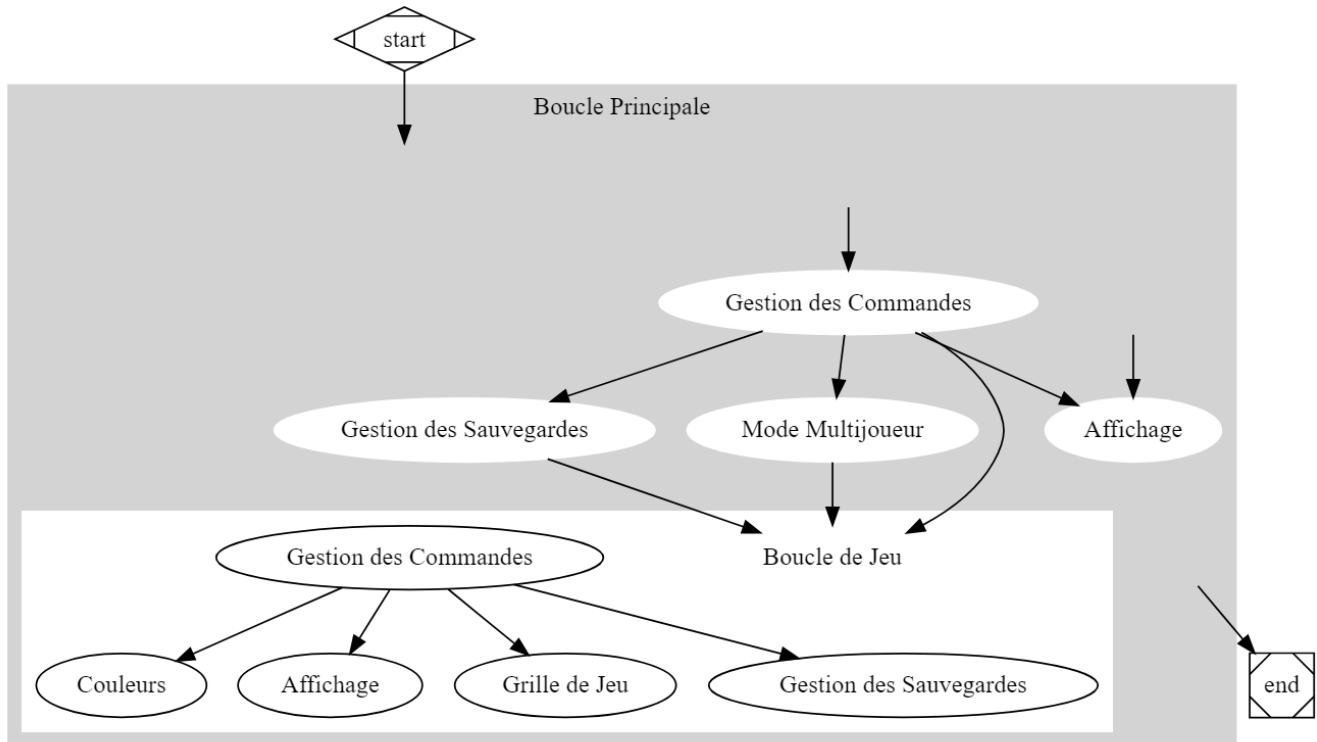 start
Boucle Principale
Gestion des Commandes
Gestion des Sauvegardes
Mode Multijoueur
Affichage
Gestion des Commandes
Boucle de Jeu
Couleurs
Affichage
Grille de Jeu
Gestion des Sauvegardes
end